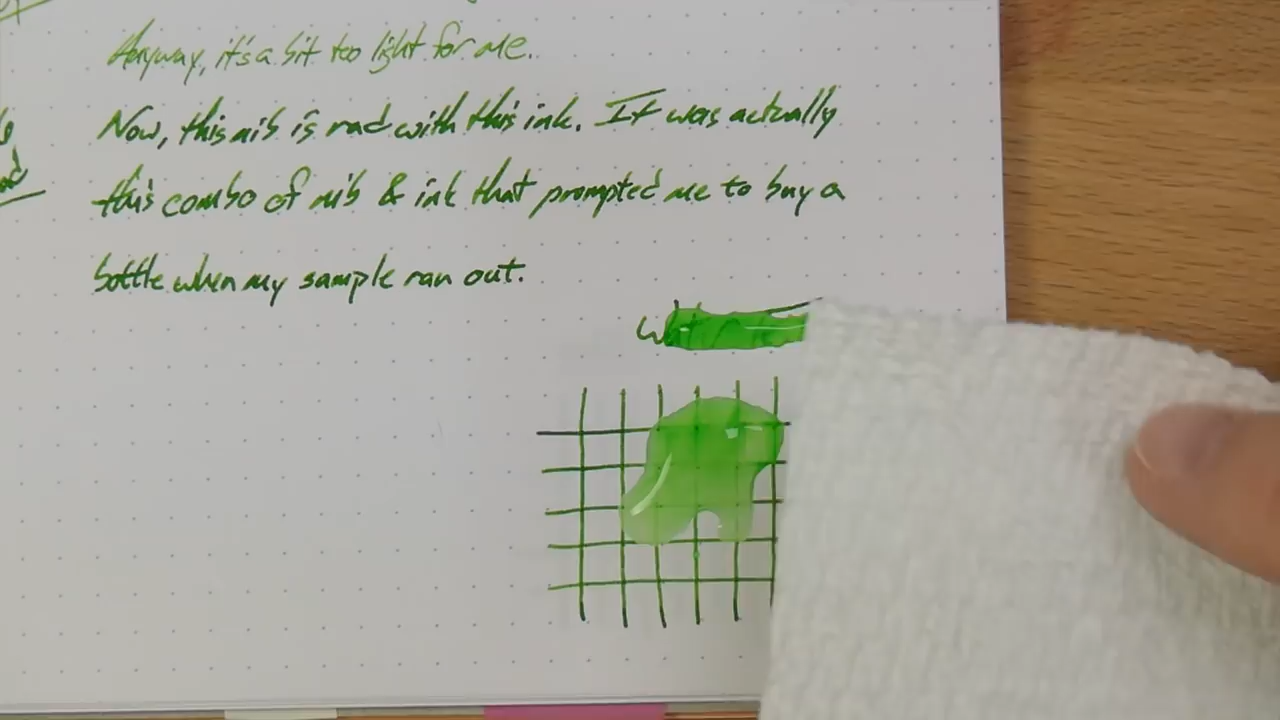 Anyway, it's a bit too light for me.
Now, this nib is rad with this ink. It was actually
this combo of nib & ink that prompted me to buy a
bottle when my sample ran out.